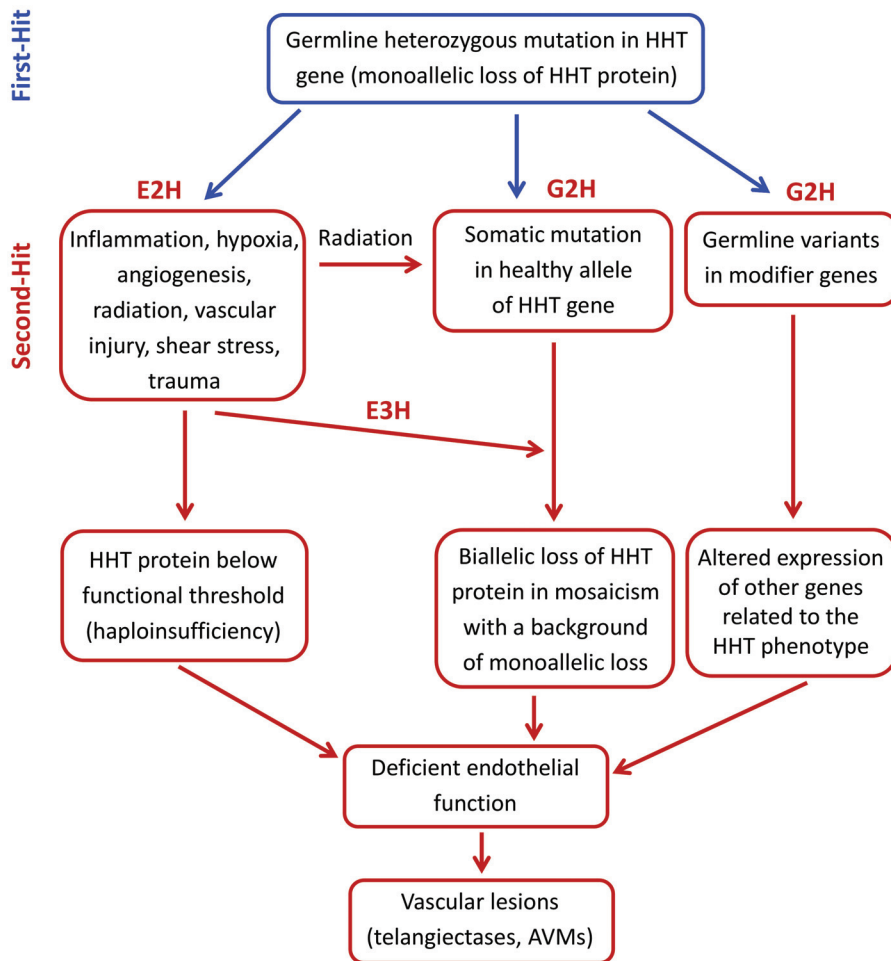 First-Hit
Germline heterozygous mutation in HHT
gene (monoallelic loss of HHT protein)
Second-Hit
E2H
Inflammation, hypoxia,
angiogenesis,
radiation, vascular
injury, shear stress,
trauma
Radiation
G2H
Somatic mutation
in healthy allele
of HHT gene
G2H
Germline variants
in modifier genes
E3H
HHT protein below
functional threshold
(haploinsufficiency)
Biallelic loss of HHT
protein in mosaicism
with a background
of monoallelic loss
Altered expression
of other genes
related to the
HHT phenotype
Deficient endothelial
function
Vascular lesions
(telangiectases, AVMs)